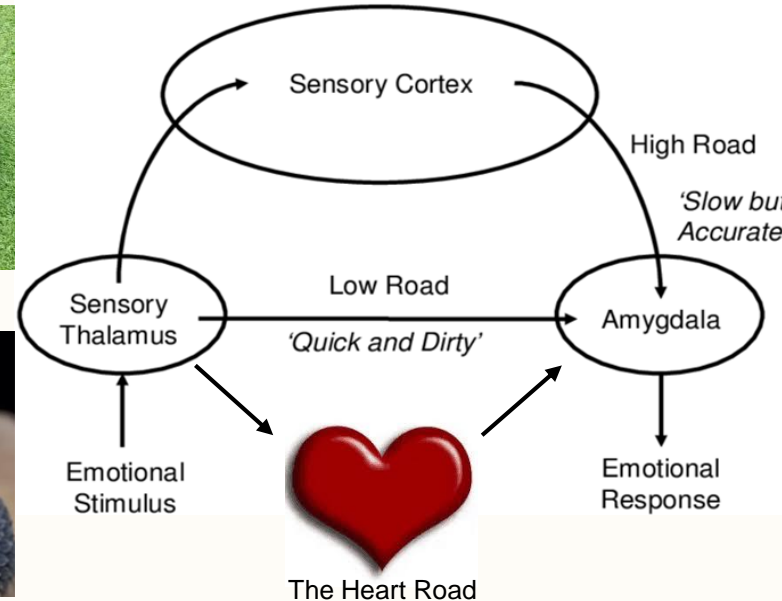 Sensory Cortex
High Road
'Slow but
Accurate
Low Road
Sensory
Thalamus
Amygdala
'Quick and Dirty'
Emotional
Stimulus
Emotional
Response
The Heart Road